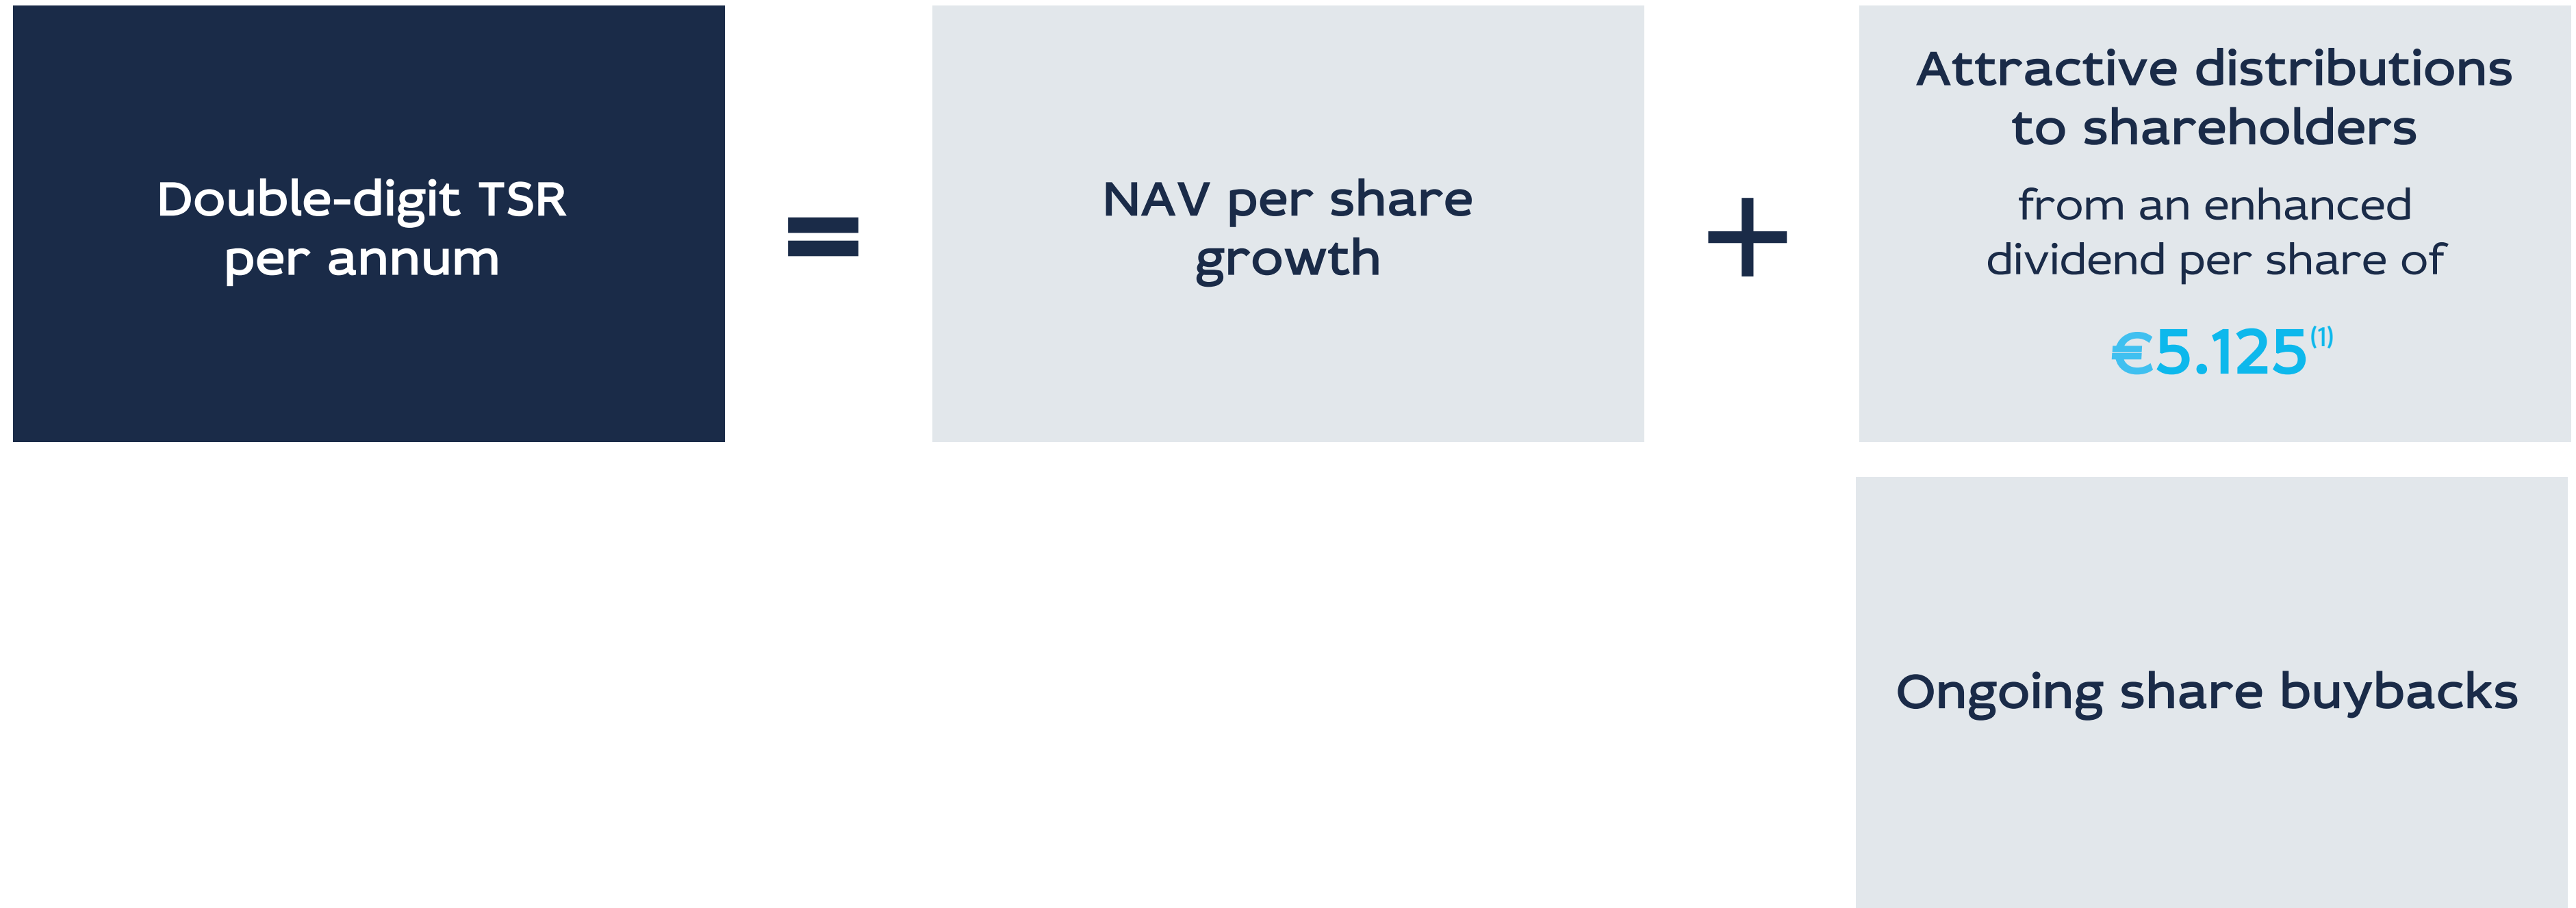 Double-digit TSR
per annum
=
NAV per share
growth
+
Attractive distributions
to shareholders
from an enhanced
dividend per share of
€5.125(1)
Ongoing share buybacks